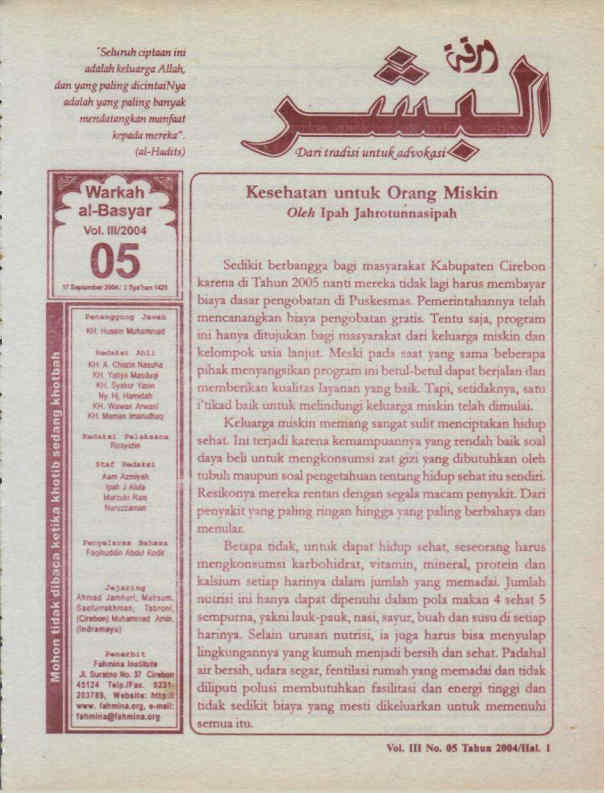 "Seluruh ciptaan ini
adalah keluarga Allah,
dan yang paling dicintaiNya
adalah yang paling banyak
mendatangkan manfaat
kepada mereka".
(al-Hadits)
ورقة
البشر
Dari tradisi untuk advokasi
Warkah
al-Basyar
Vol. III/2004
05
17 September 2004 / 2 Sya'ban 1425
Mohon tidak dibaca ketika khotib sedang khotbah
Penanggung Jawab
KH. Husein Muhammad
Redaksi Ahli
KH. A. Chozin Nasuha
KH. Yahya Masduqi
KH. Syakur Yasin
Ny. Hj. Hamidah
KH. Wawan Arwani
KH. Maman Imanulhaq
Redaksi Pelaksana
Rosyidin
Staf Redaksi
Aam Azmiyah
Ipah J Alida
Marzuki Rais
Nuruzzaman
Penyelaras Bahasa
Faqihuddin Abdul Kodir
Jejaring
Ahmad Jamhuri, Marsum,
Saefurrakhman, Tabroni,
(Cirebon) Muhammad Amin,
(Indramayu)
Penerbit
Fahmina Institute
Jl. Suratno No. 37 Cirebon
45124 Telp./Fax. 0231-
203789, Website: http://
www. fahmina.org, e-mail:
fahmina@fahmina.org
Kesehatan untuk Orang Miskin
Oleh Ipah Jahrotunnasipah
Sedikit berbangga bagi masyarakat Kabupaten Cirebon
karena di Tahun 2005 nanti mereka tidak lagi harus membayar
biaya dasar pengobatan di Puskesmas. Pemerintahannya telah
mencanangkan biaya pengobatan gratis. Tentu saja, program
ini hanya ditujukan bagi masyarakat dari keluarga miskin dan
kelompok usia lanjut. Meski pada saat yang sama beberapa
pihak menyangsikan program ini betul-betul dapat berjalan dan
memberikan kualitas layanan yang baik. Tapi, setidaknya, satu
i'tikad baik untuk melindungi keluarga miskin telah dimulai.
Keluarga miskin memang sangat sulit menciptakan hidup
sehat. Ini terjadi karena kemampuannya yang rendah baik soal
daya beli untuk mengkonsumsi zat gizi yang dibutuhkan oleh
tubuh maupun soal pengetahuan tentang hidup sehat itu sendiri.
Resikonya mereka rentan dengan segala macam penyakit. Dari
penyakit yang paling ringan hingga yang paling berbahaya dan
menular.
Betapa tidak, untuk dapat hidup sehat, seseorang harus
mengkonsumsi karbohidrat, vitamin, mineral, protein dan
kalsium setiap harinya dalam jumlah yang memadai. Jumlah
nutrisi ini hanya dapat dipenuhi dalam pola makan 4 sehat 5
sempurna, yakni lauk-pauk, nasi, sayur, buah dan susu di setiap
harinya. Selain urusan nutrisi, ia juga harus bisa menyulap
lingkungannya yang kumuh menjadi bersih dan sehat. Padahal
air bersih, udara segar, fentilasi rumah yang memadai dan tidak
diliputi polusi membutuhkan fasilitasi dan energi tinggi dan
tidak sedikit biaya yang mesti dikeluarkan untuk memenuhi
semua itu.
Vol. III No. 05 Tahun 2004/Hal. 1